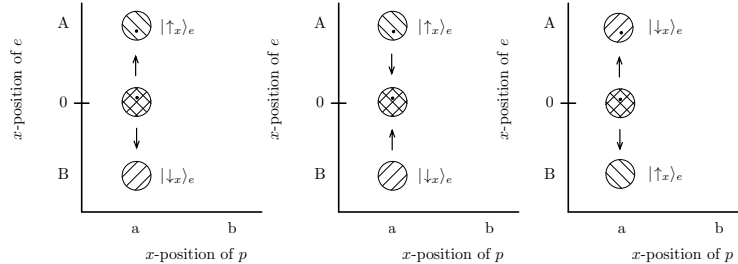 A
|↑ₓ⟩ₑ
0
B
|↓ₓ⟩ₑ
x-position of e
a
b
x-position of p
A
|↑ₓ⟩ₑ
0
B
|↓ₓ⟩ₑ
x-position of e
a
b
x-position of p
A
|↓ₓ⟩ₑ
0
B
|↑ₓ⟩ₑ
x-position of e
a
b
x-position of p